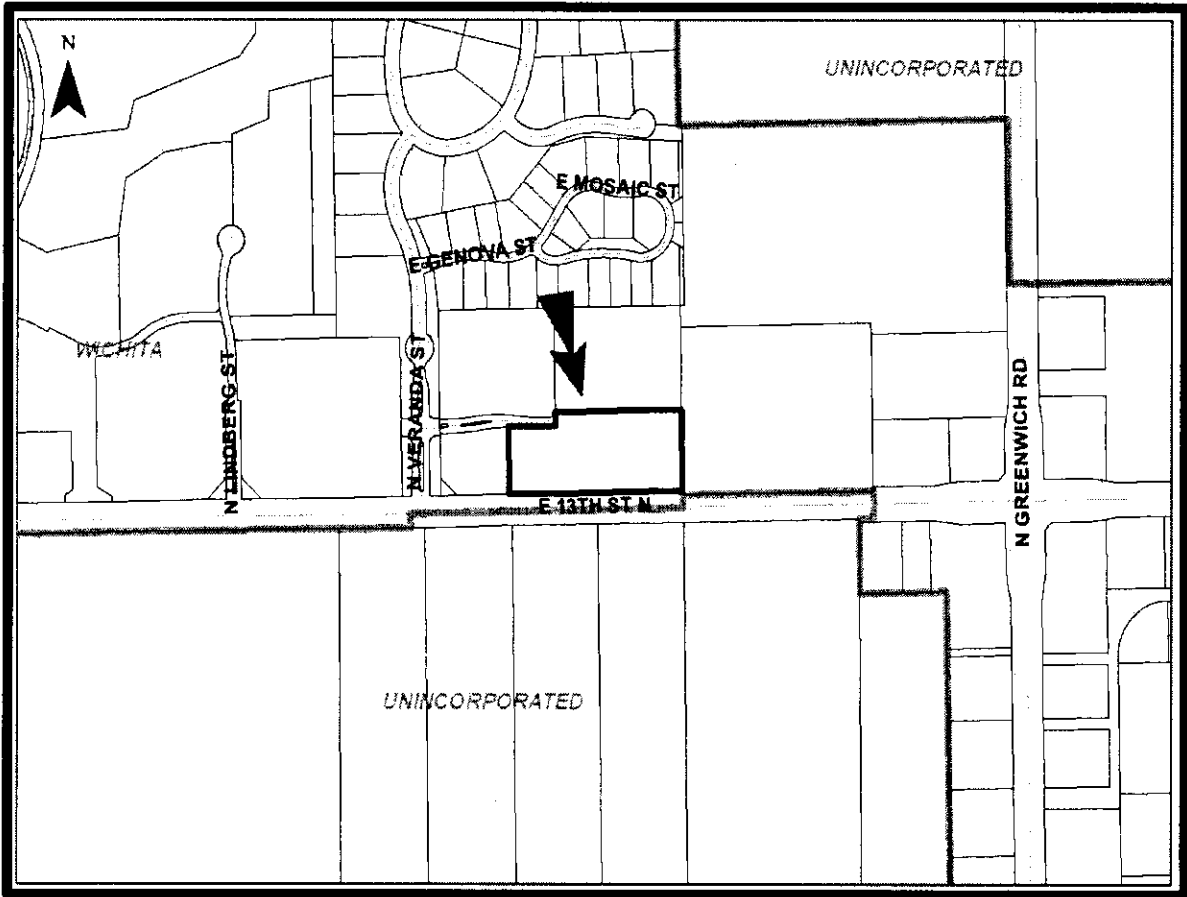 N
UNINCORPORATED
E MOSAIC ST
E GENOVA ST
WICHITA
N LINDBERG ST
N VERANDA ST
N GREENWICH RD
E 13TH ST N
UNINCORPORATED